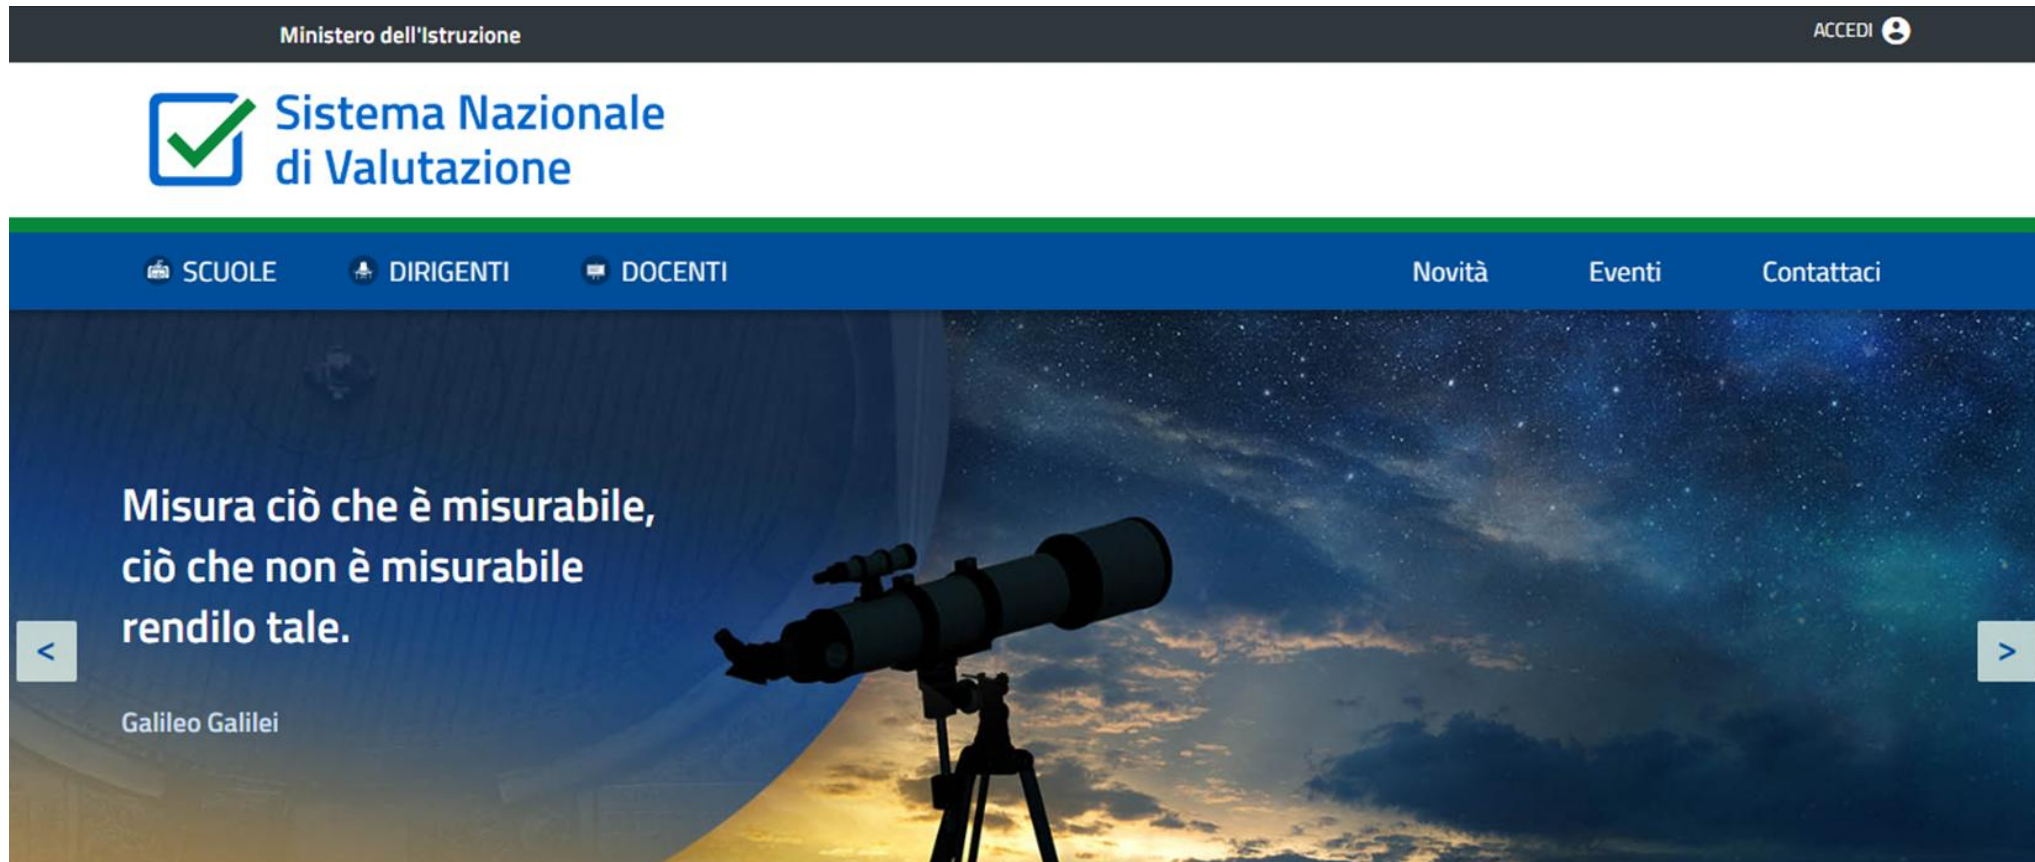 Ministero dell'Istruzione
ACCEDI
Sistema Nazionale
di Valutazione
SCUOLE DIRIGENTI DOCENTI Novità Eventi Contattaci
Misura ciò che è misurabile,
ciò che non è misurabile
rendilo tale.
< >
Galileo Galilei